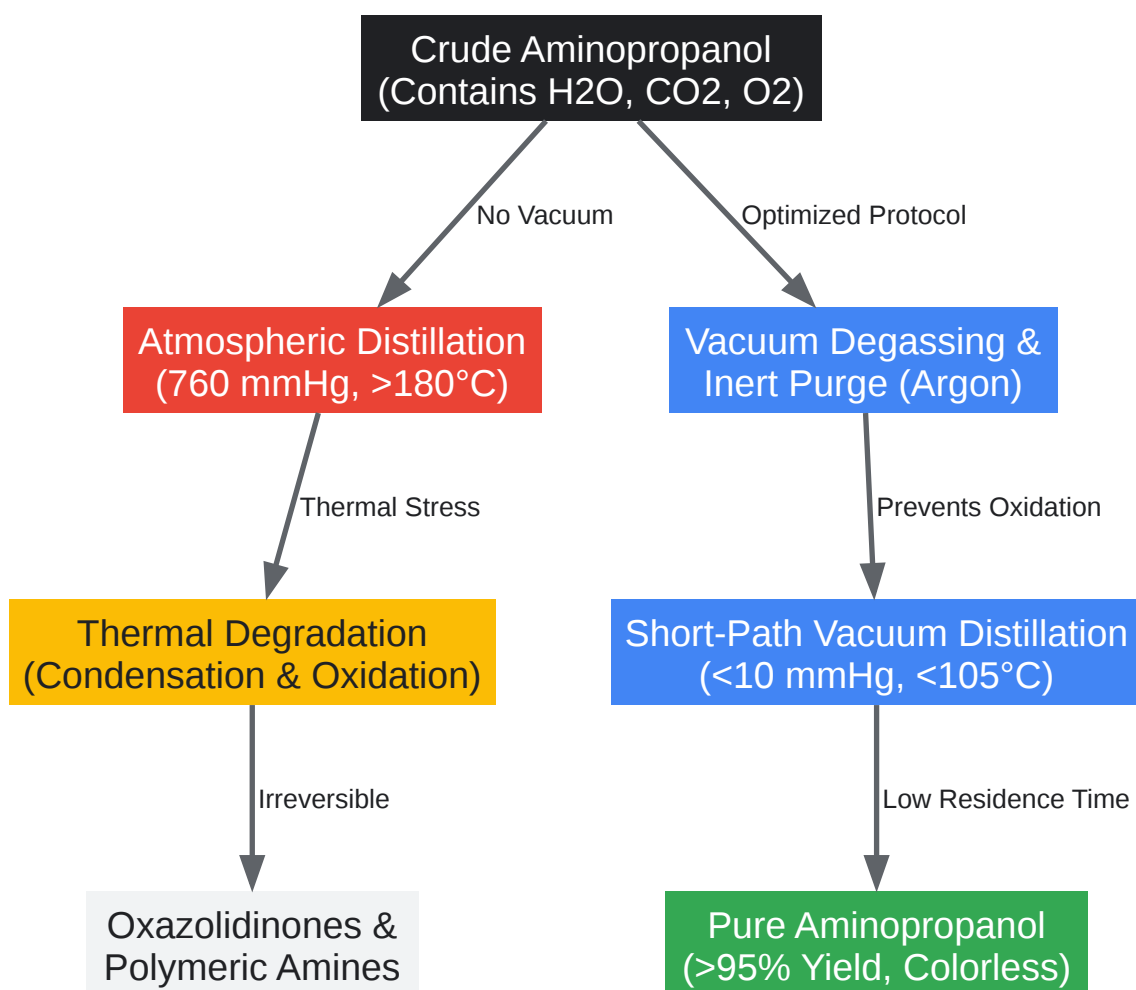 Crude Aminopropanol
(Contains H2O, CO2, O2)
No Vacuum
Optimized Protocol
Atmospheric Distillation
(760 mmHg, >180°C)
Vacuum Degassing &
Inert Purge (Argon)
Thermal Stress
Prevents Oxidation
Thermal Degradation
(Condensation & Oxidation)
Short-Path Vacuum Distillation
(<10 mmHg, <105°C)
Irreversible
Low Residence Time
Oxazolidinones &
Polymeric Amines
Pure Aminopropanol
(>95% Yield, Colorless)